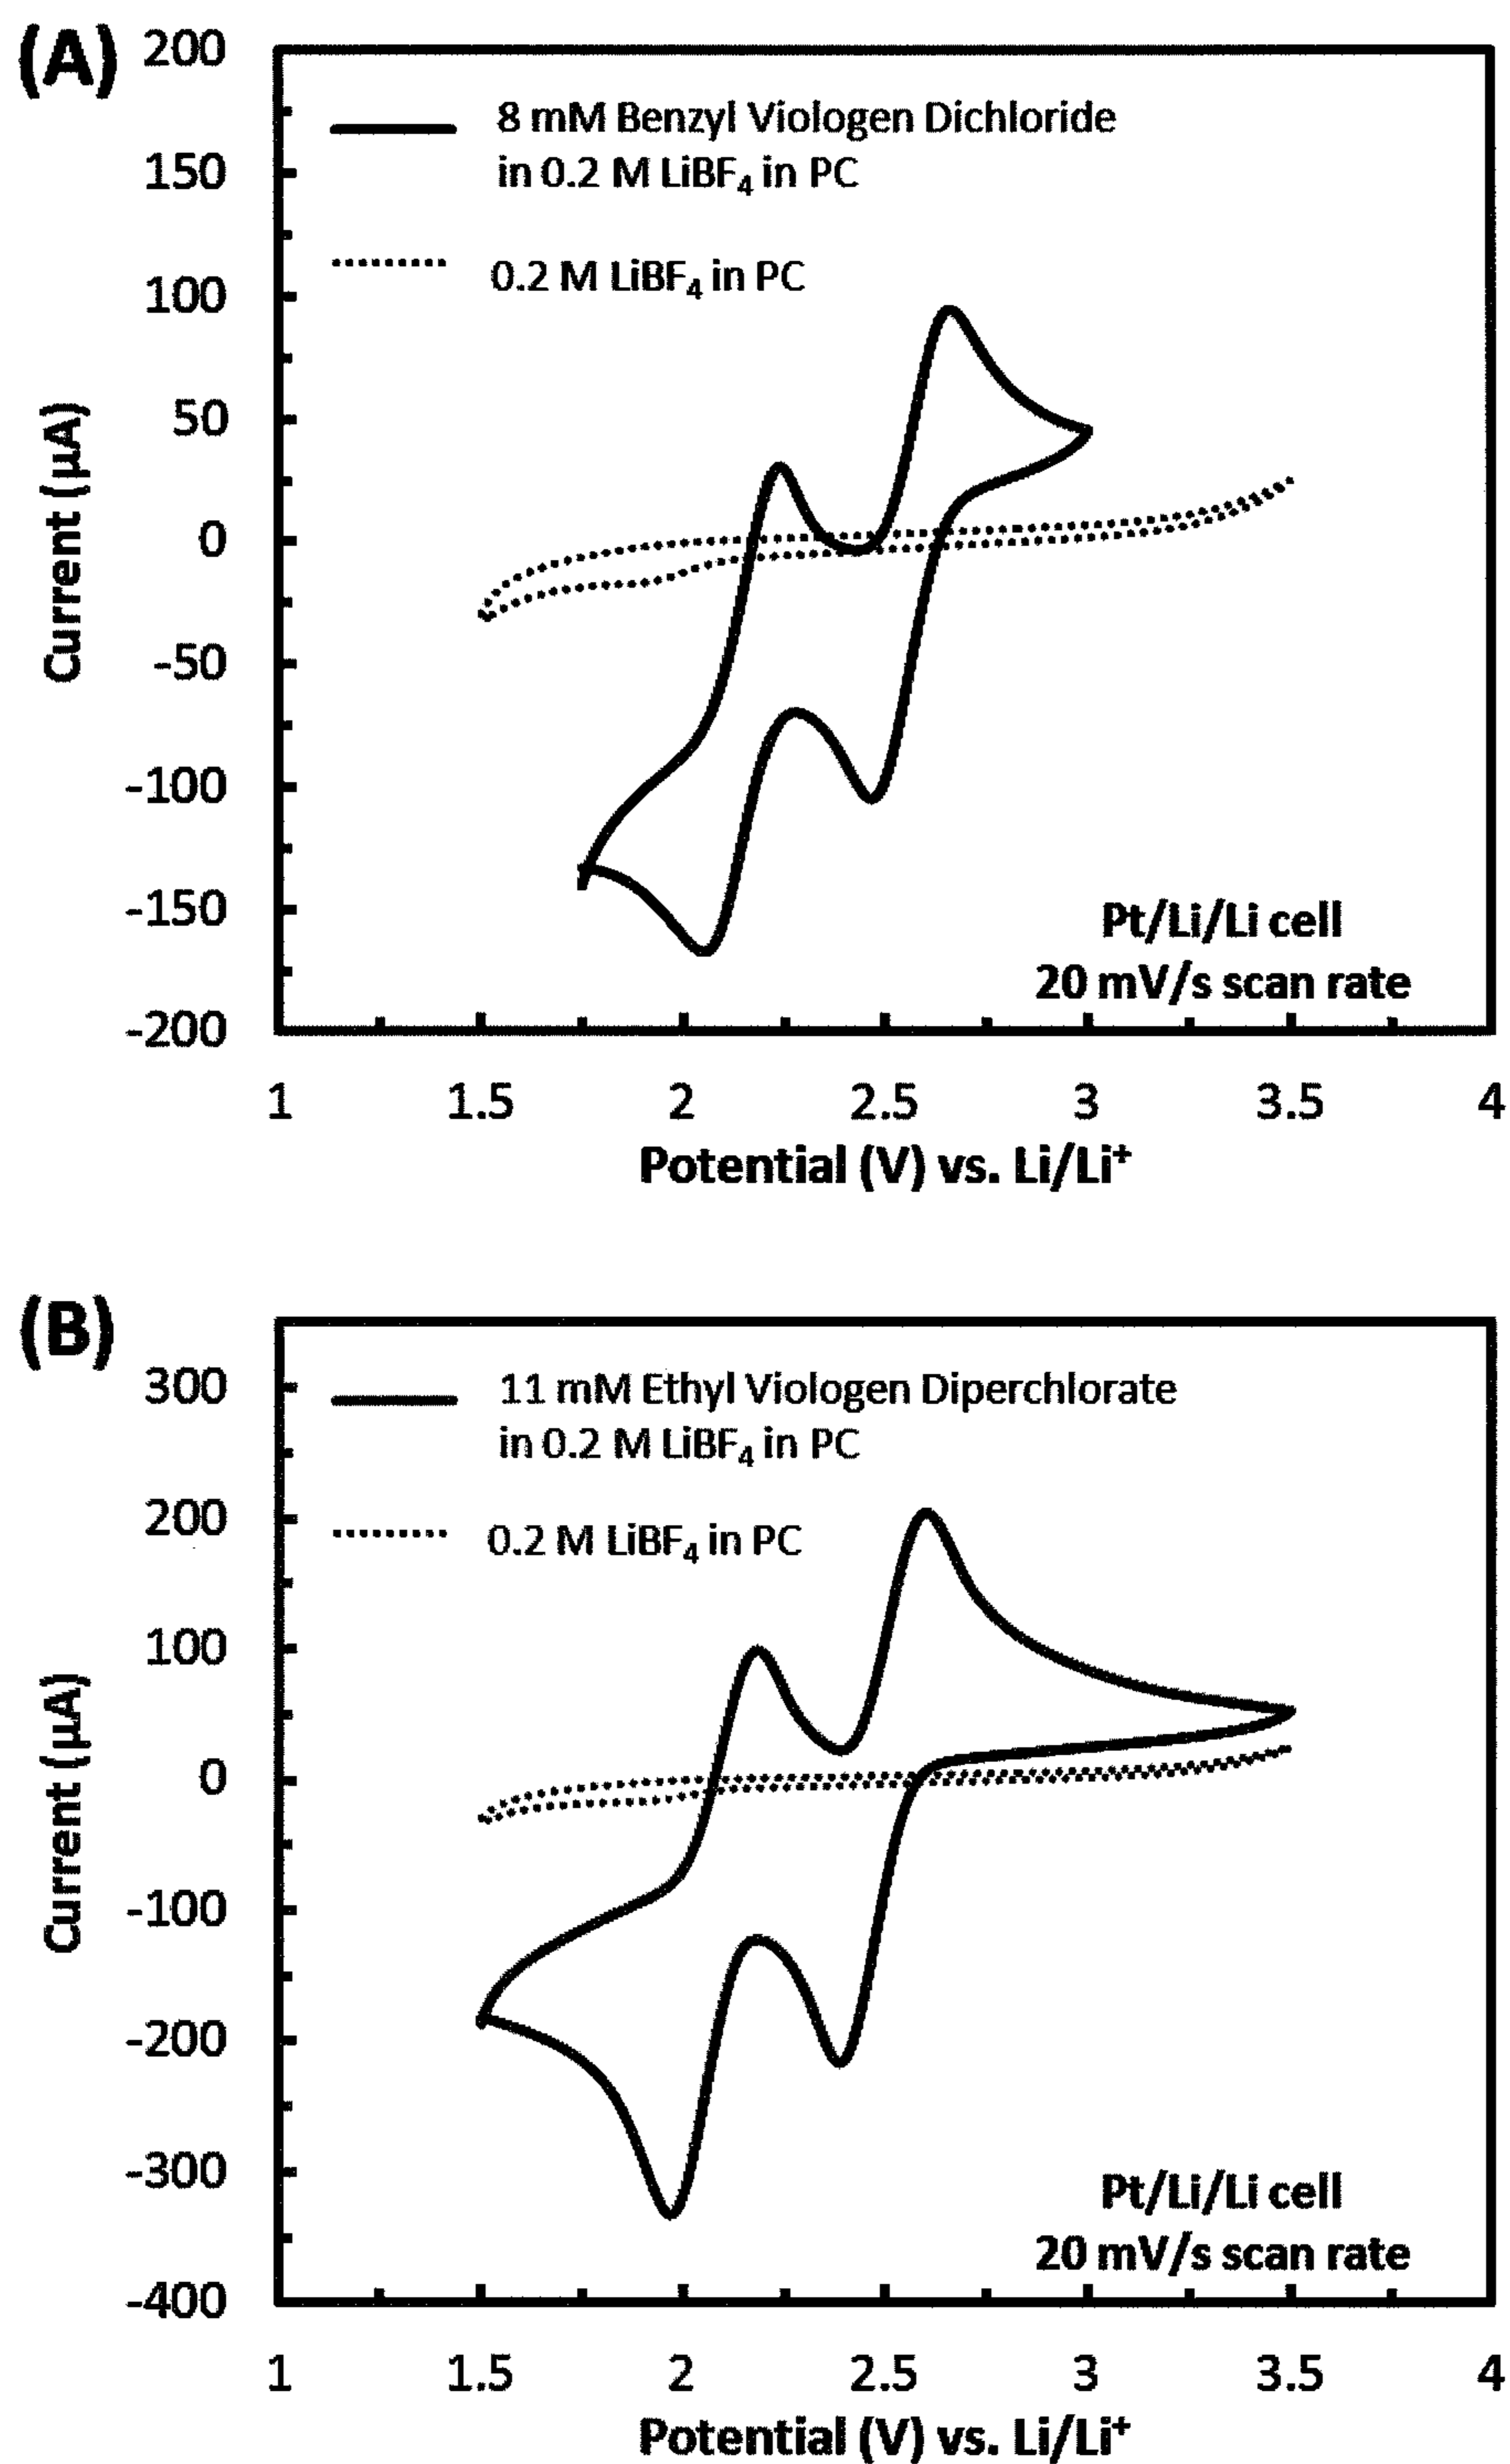 (A)
200
150
100
50
0
-50
-100
-150
-200
Current (µA)
8 mM Benzyl Viologen Dichloride
in 0.2 M LiBF₄ in PC
0.2 M LiBF₄ in PC
Pt/Li/Li cell
20 mV/s scan rate
1 1.5 2 2.5 3 3.5 4
Potential (V) vs. Li/Li⁺
(B)
300
200
100
0
-100
-200
-300
-400
Current (µA)
11 mM Ethyl Viologen Diperchlorate
in 0.2 M LiBF₄ in PC
0.2 M LiBF₄ in PC
Pt/Li/Li cell
20 mV/s scan rate
1 1.5 2 2.5 3 3.5 4
Potential (V) vs. Li/Li⁺